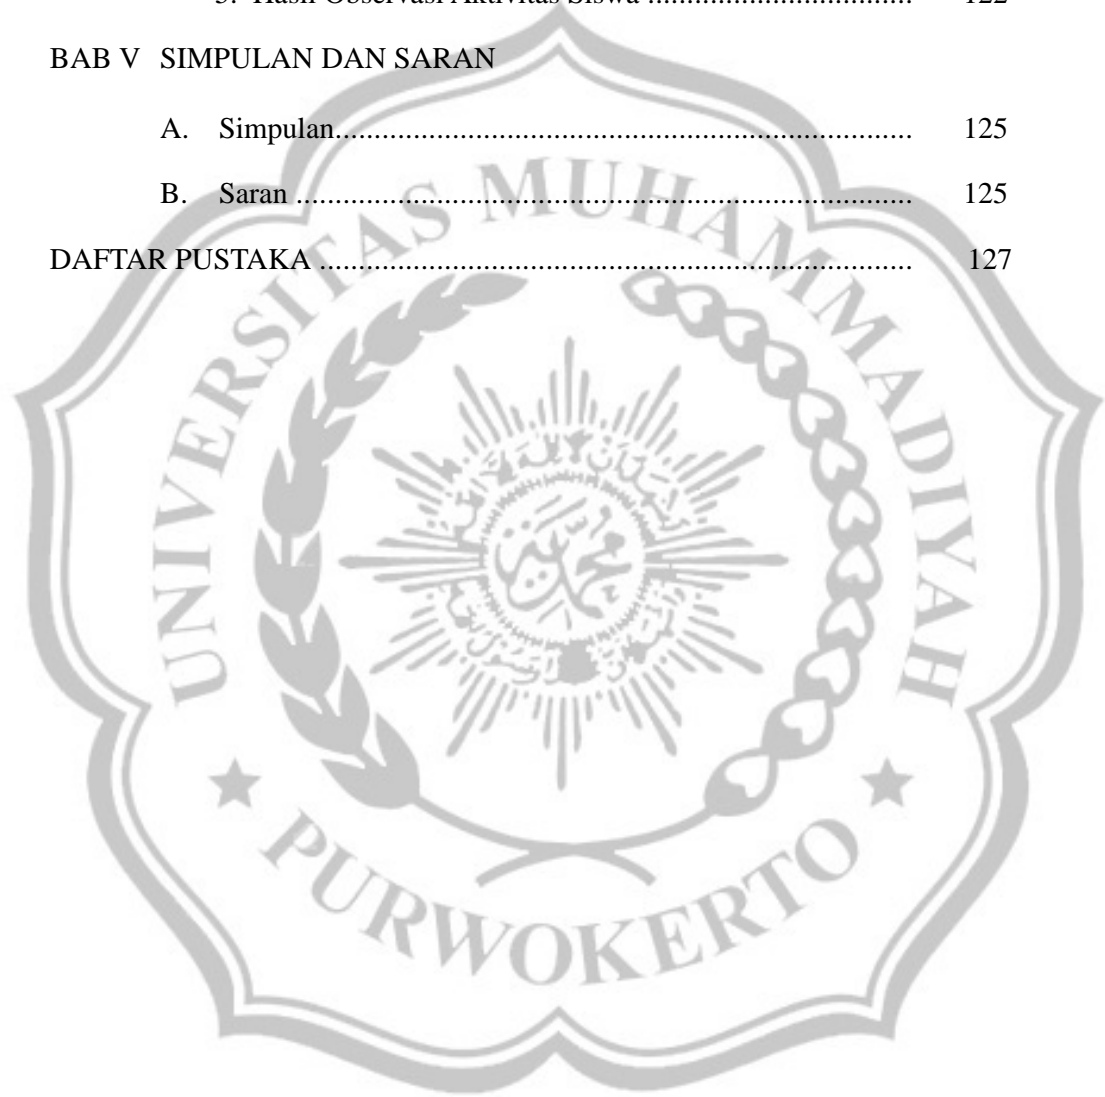 BAB V SIMPULAN DAN SARAN
A. Simpulan.............................................................. 125
B. Saran .................................................................. 125
DAFTAR PUSTAKA ................................................................ 127
UNIVERSITAS MUHAMMADIYAH
PURWOKERTO